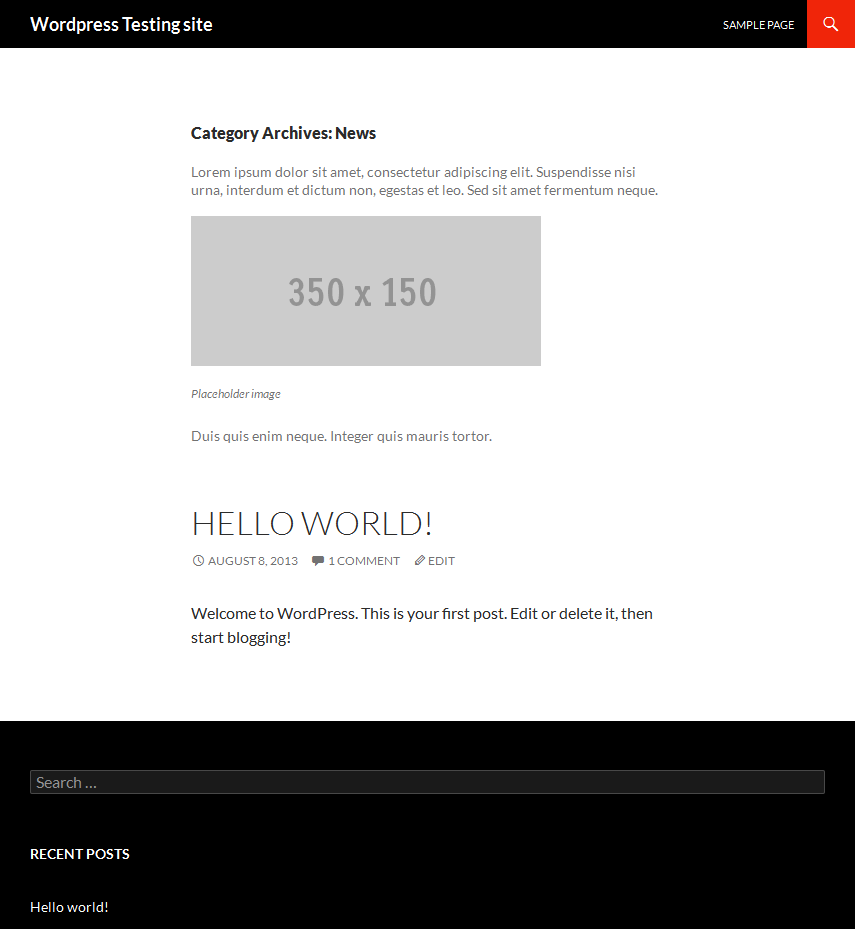 Wordpress Testing site
SAMPLE PAGE
Category Archives: News
Lorem ipsum dolor sit amet, consectetur adipiscing elit. Suspendisse nisi
urna, interdum et dictum non, egestas et leo. Sed sit amet fermentum neque.
350 x 150
Placeholder image
Duis quis enim neque. Integer quis mauris tortor.
HELLO WORLD!
AUGUST 8, 2013 1 COMMENT EDIT
Welcome to WordPress. This is your first post. Edit or delete it, then
start blogging!
Search …
RECENT POSTS
Hello world!